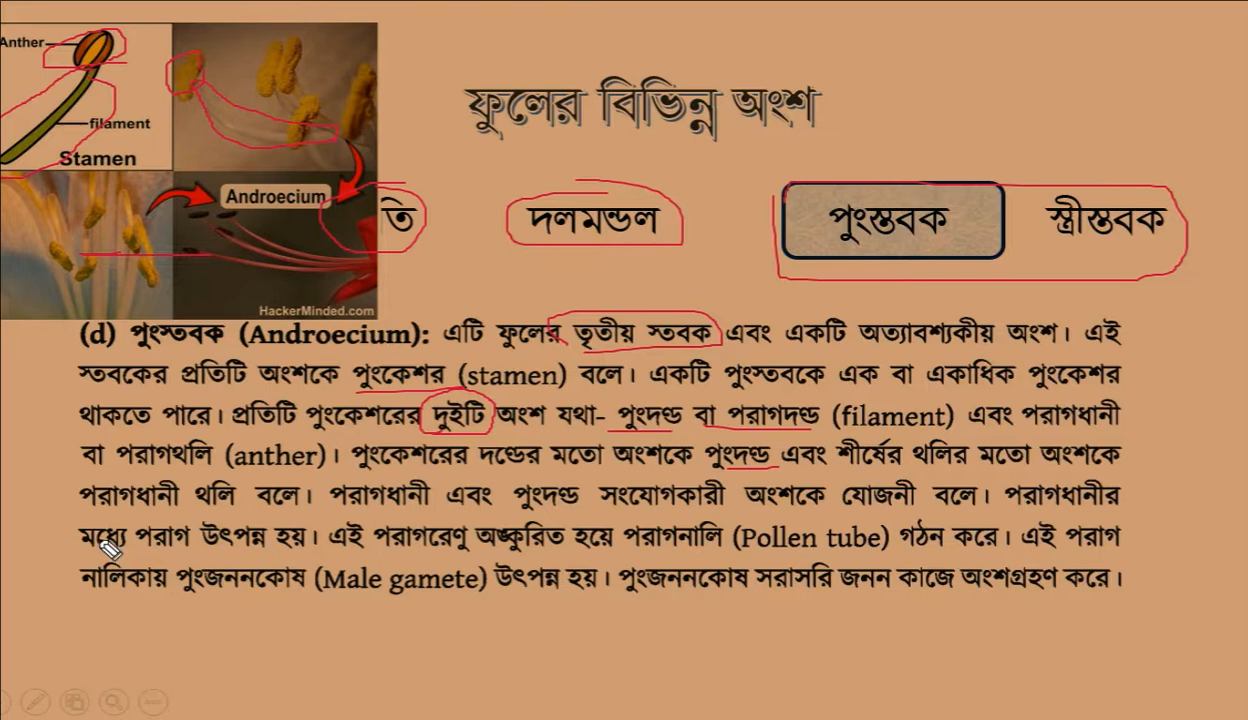 Anther
filament
Stamen
Androecium
HackerMinded.com
ফুলের বিভিন্ন অংশ
তি
দলমন্ডল
পুংস্তবক
স্ত্রীস্তবক
(d) পুংস্তবক (Androecium): এটি ফুলের তৃতীয় স্তবক এবং একটি অত্যাবশ্যকীয় অংশ। এই
স্তবকের প্রতিটি অংশকে পুংকেশর (stamen) বলে। একটি পুংস্তবকে এক বা একাধিক পুংকেশর
থাকতে পারে। প্রতিটি পুংকেশরের দুইটি অংশ যথা- পুংদণ্ড বা পরাগদণ্ড (filament) এবং পরাগধানী
বা পরাগথলি (anther)। পুংকেশরের দন্ডের মতো অংশকে পুংদণ্ড এবং শীর্ষের থলির মতো অংশকে
পরাগধানী থলি বলে। পরাগধানী এবং পুংদণ্ড সংযোগকারী অংশকে যোজনী বলে। পরাগধানীর
মধ্যে পরাগ উৎপন্ন হয়। এই পরাগরেণু অঙ্কুরিত হয়ে পরাগনালি (Pollen tube) গঠন করে। এই পরাগ
নালিকায় পুংজননকোষ (Male gamete) উৎপন্ন হয়। পুংজননকোষ সরাসরি জনন কাজে অংশগ্রহণ করে।